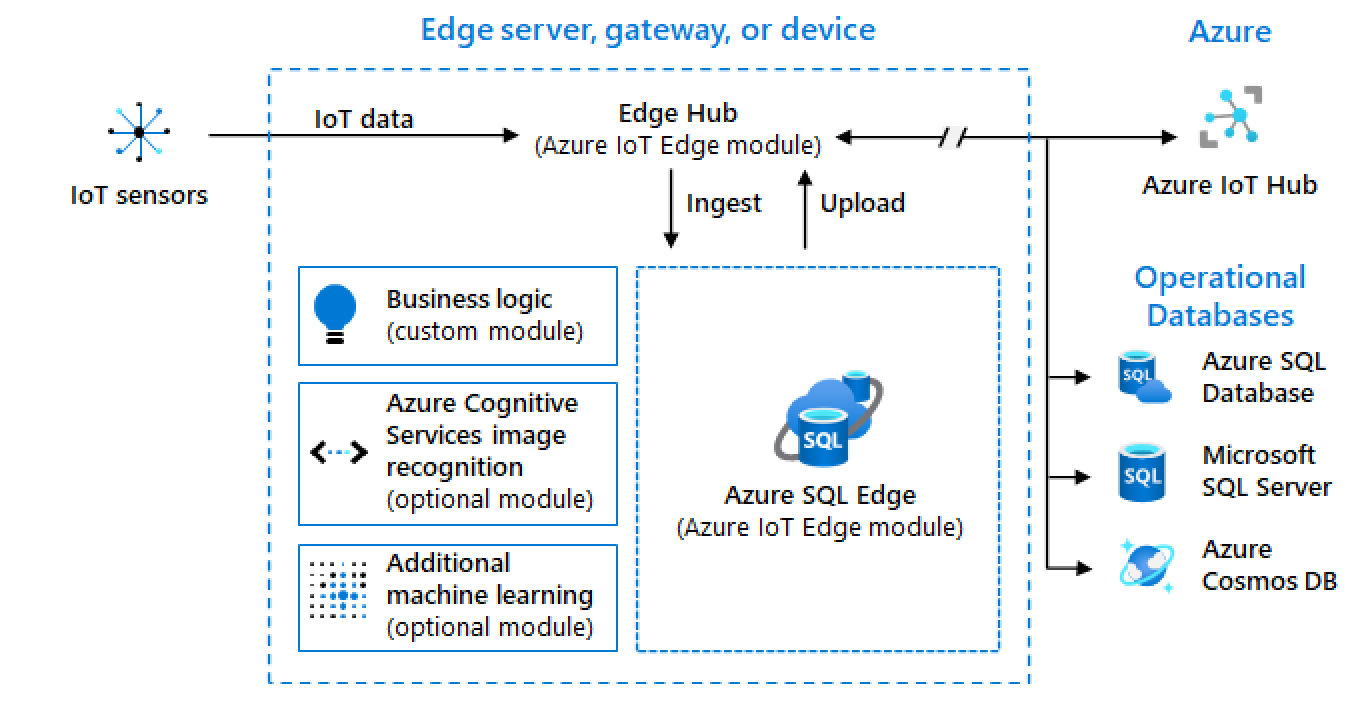 Edge server, gateway, or device
Azure
IoT data
Edge Hub
(Azure IoT Edge module)
IoT sensors
Azure IoT Hub
Ingest
Upload
Business logic
(custom module)
Azure Cognitive
Services image
recognition
(optional module)
Additional
machine learning
(optional module)
SQL
Azure SQL Edge
(Azure IoT Edge module)
Operational
Databases
SQL
Azure SQL
Database
SQL
Microsoft
SQL Server
Azure
Cosmos DB